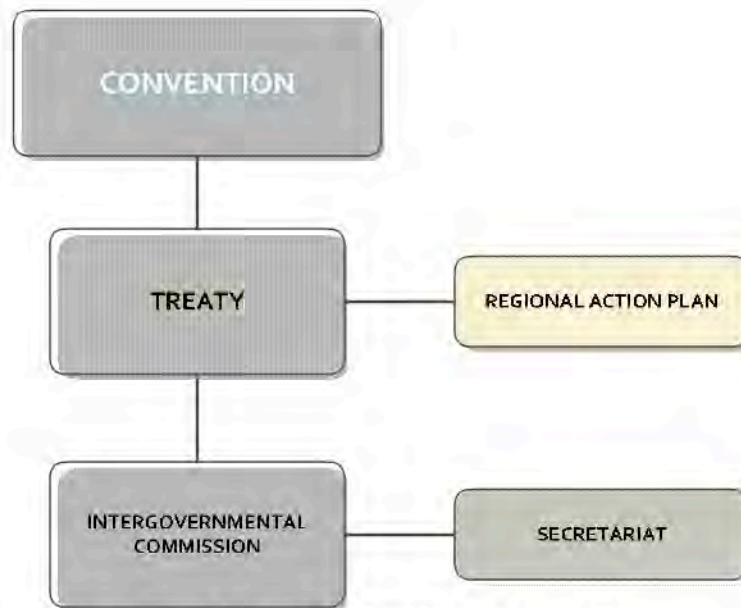 CONVENTION
TREATY
REGIONAL ACTION PLAN
INTERGOVERNMENTAL
COMMISSION
SECRETARIAT